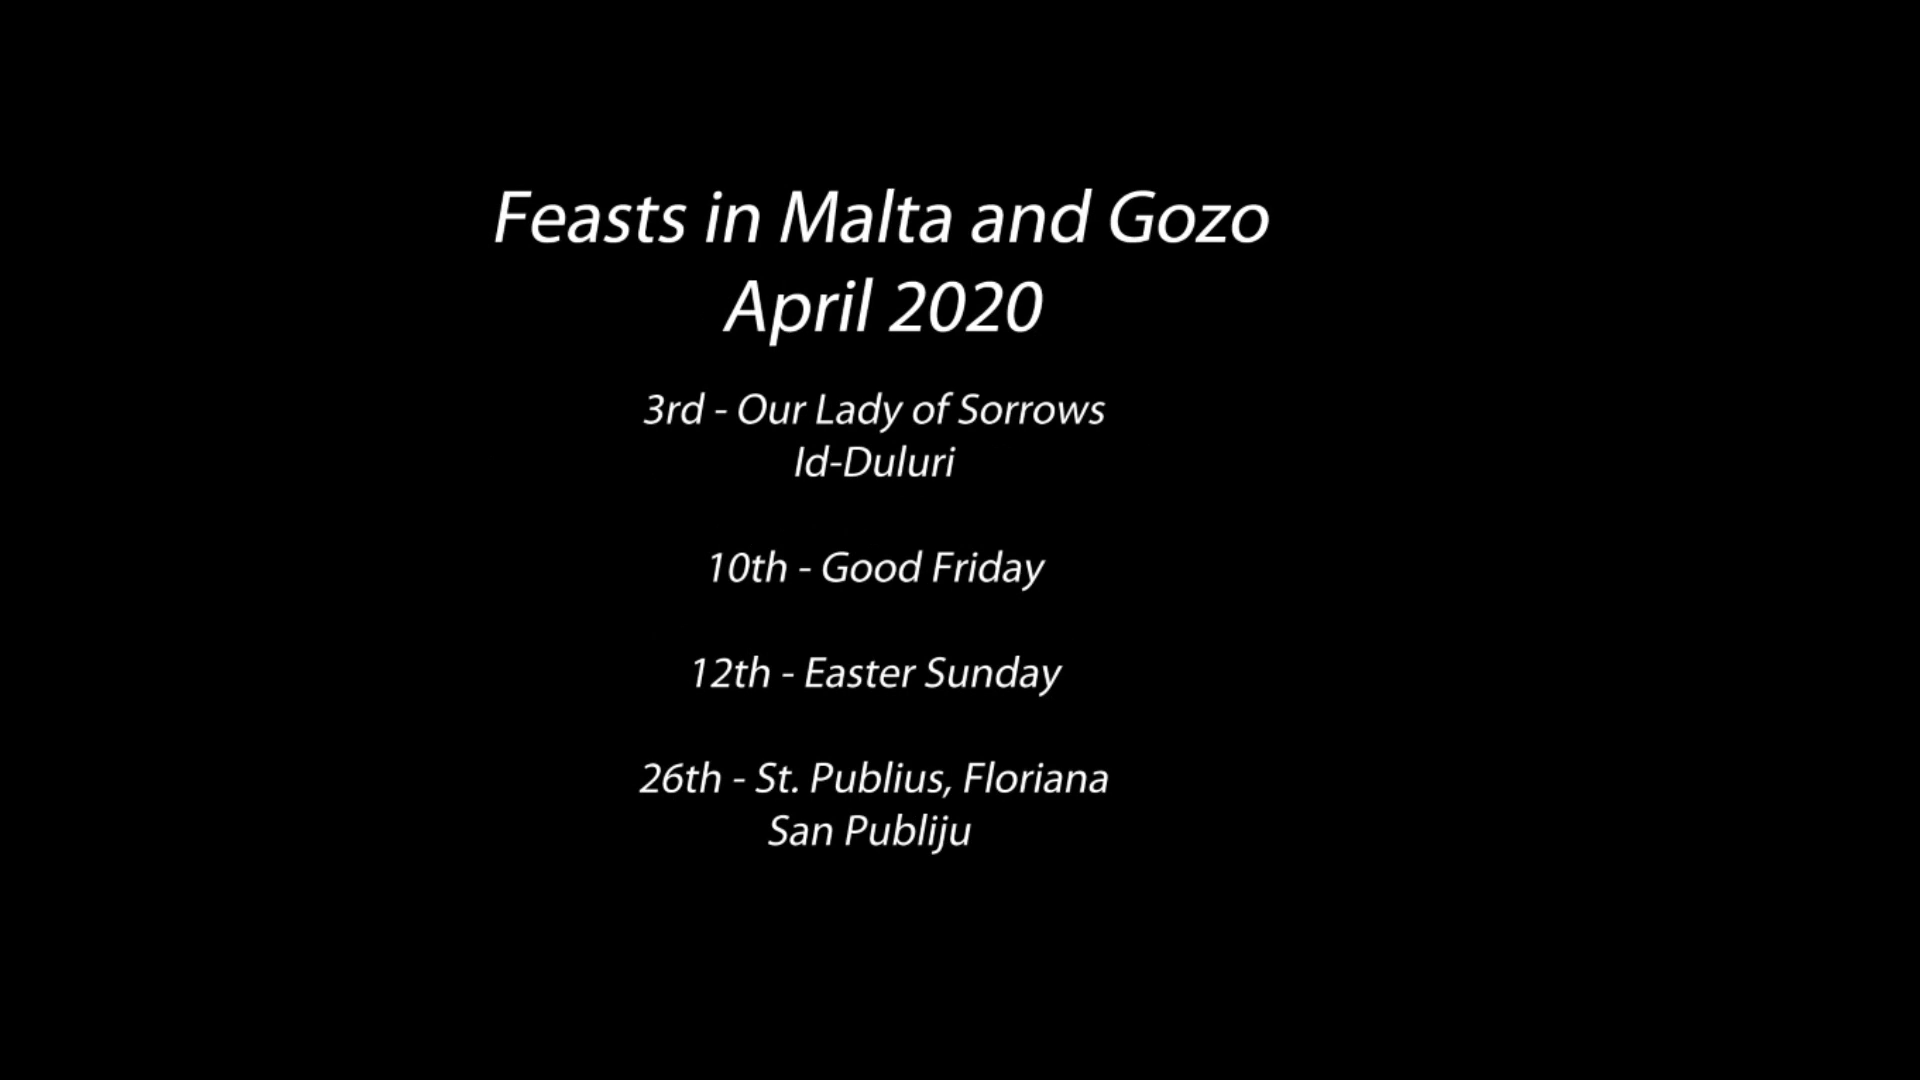 Feasts in Malta and Gozo
April 2020
3rd - Our Lady of Sorrows
Id-Duluri
10th - Good Friday
12th - Easter Sunday
26th - St. Publius, Floriana
San Publiju